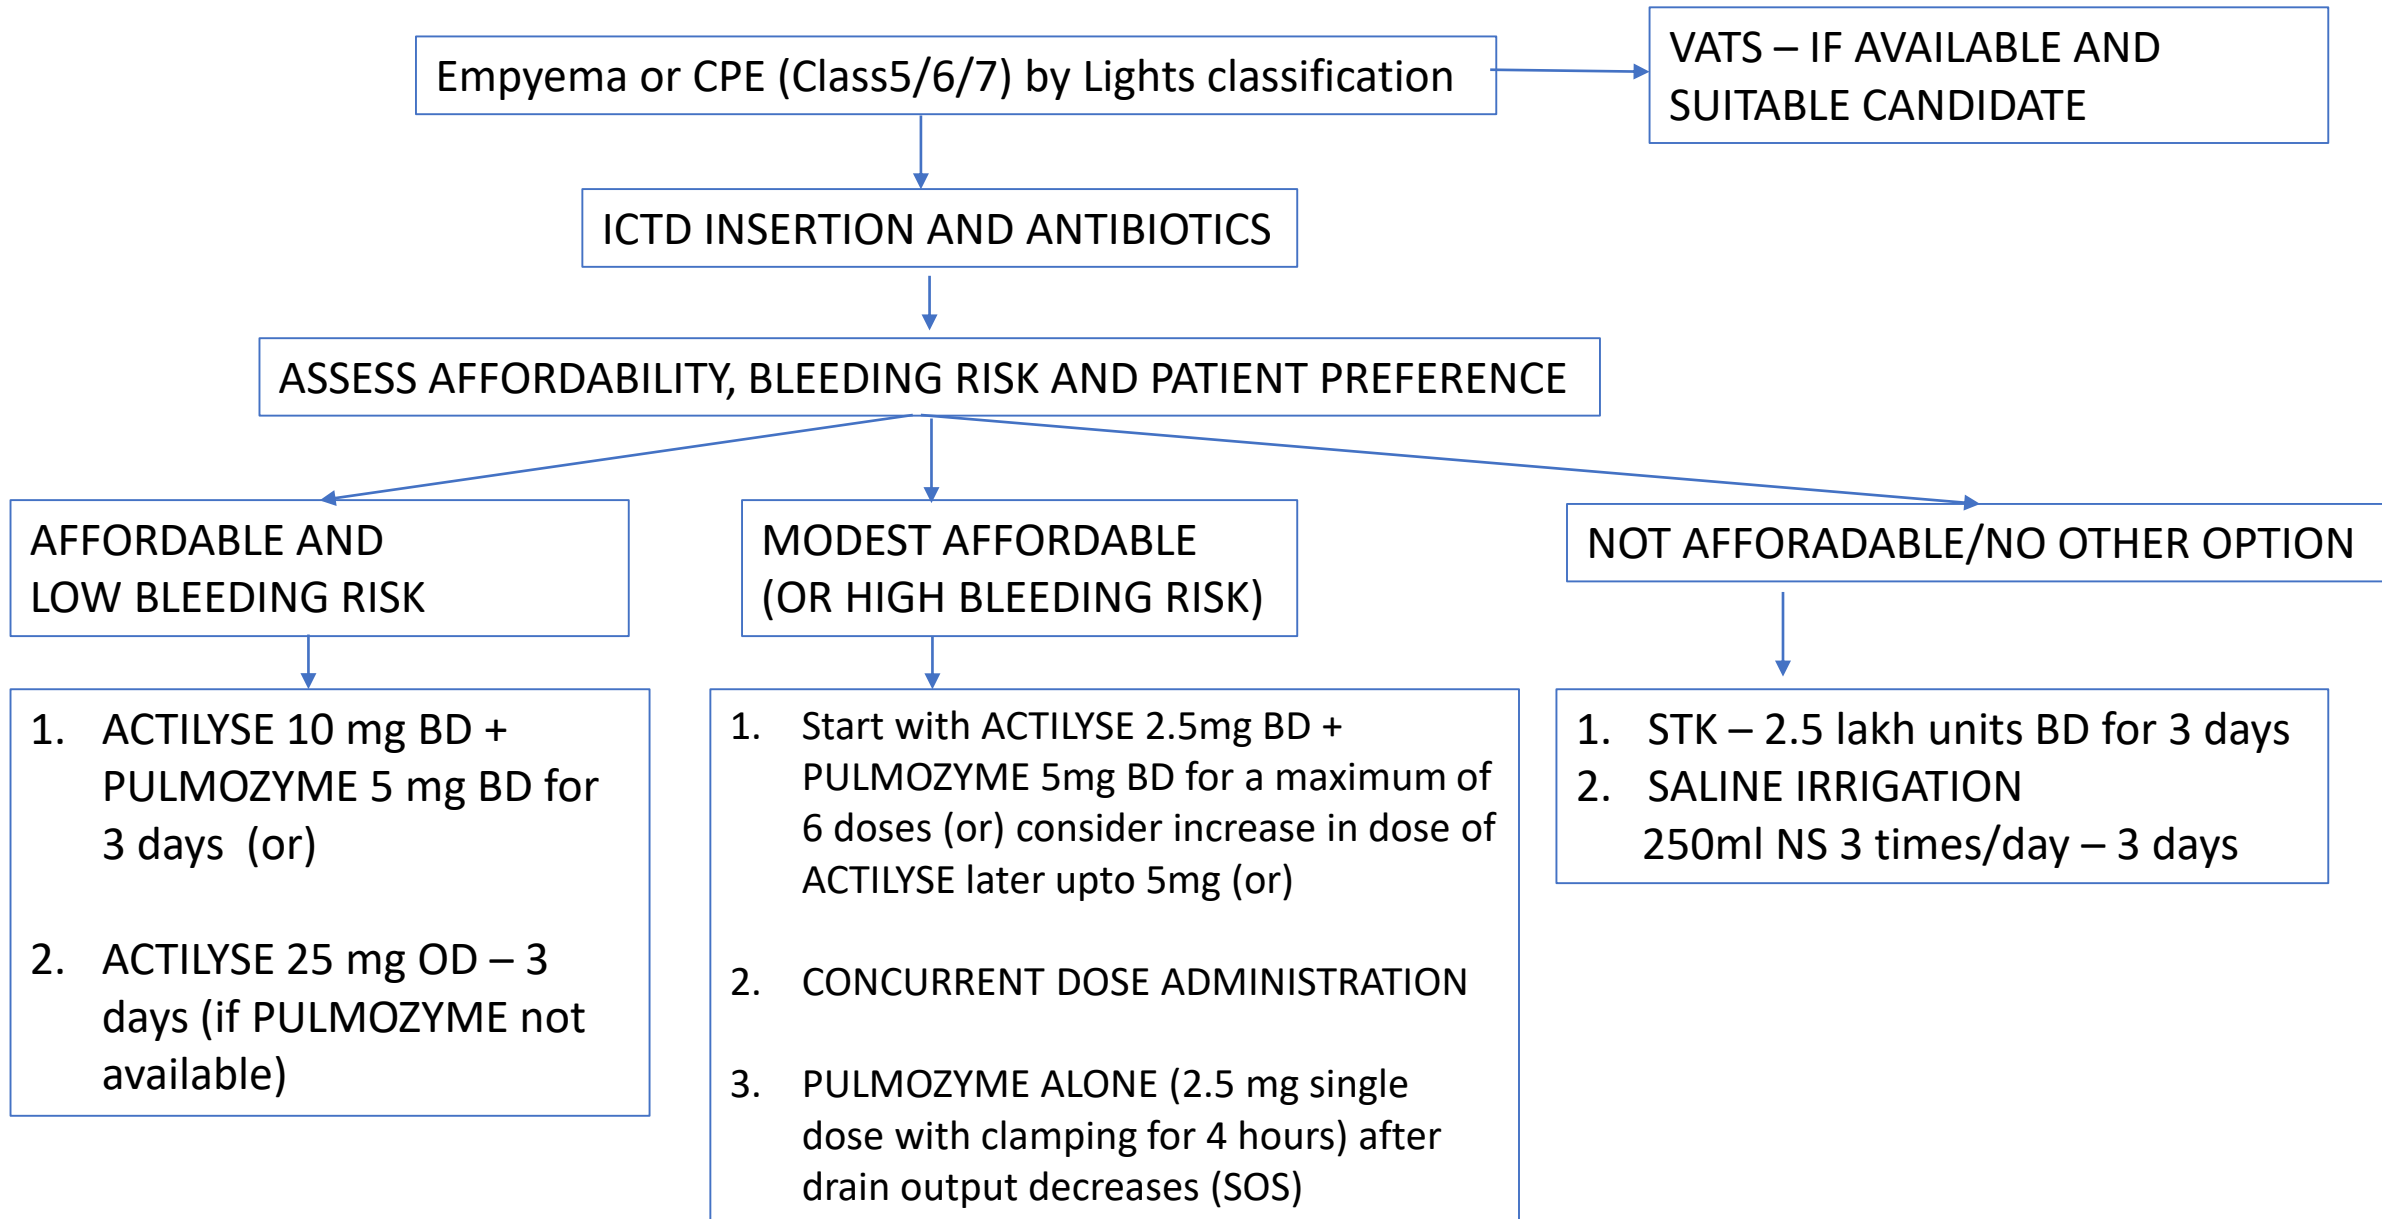 Empyema or CPE (Class5/6/7) by Lights classification
VATS – IF AVAILABLE AND
SUITABLE CANDIDATE
ICTD INSERTION AND ANTIBIOTICS
ASSESS AFFORDABILITY, BLEEDING RISK AND PATIENT PREFERENCE
AFFORDABLE AND
LOW BLEEDING RISK
MODEST AFFORDABLE
(OR HIGH BLEEDING RISK)
NOT AFFORADABLE/NO OTHER OPTION
1. ACTILYSE 10 mg BD +
PULMOZYME 5 mg BD for
3 days (or)
2. ACTILYSE 25 mg OD – 3
days (if PULMOZYME not
available)
1. Start with ACTILYSE 2.5mg BD +
PULMOZYME 5mg BD for a maximum of
6 doses (or) consider increase in dose of
ACTILYSE later upto 5mg (or)
2. CONCURRENT DOSE ADMINISTRATION
3. PULMOZYME ALONE (2.5 mg single
dose with clamping for 4 hours) after
drain output decreases (SOS)
1. STK – 2.5 lakh units BD for 3 days
2. SALINE IRRIGATION
250ml NS 3 times/day – 3 days